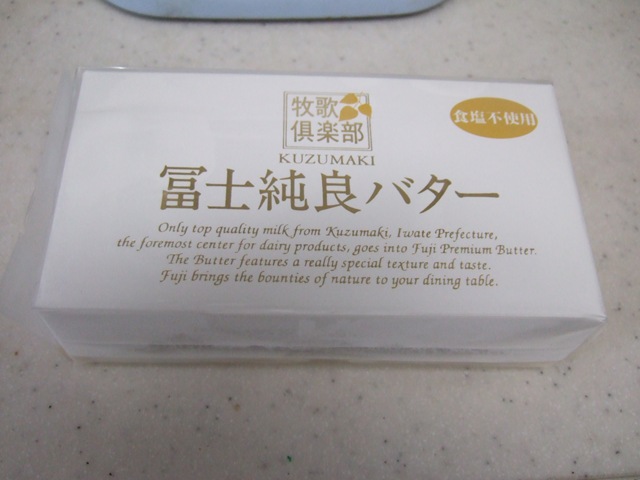 牧歌
倶楽部
食塩不使用
KUZUMAKI
冨士純良バター
Only top quality milk from Kuzumaki, Iwate Prefecture,
the foremost center for dairy products, goes into Fuji Premium Butter.
The Butter features a really special texture and taste.
Fuji brings the bounties of nature to your dining table.